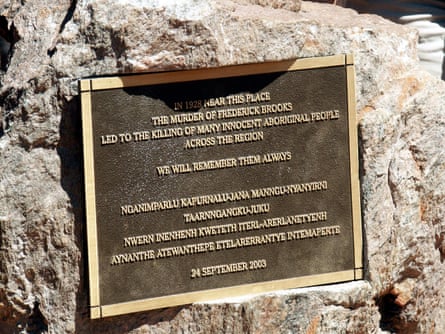 IN 1928 NEAR THIS PLACE
THE MURDER OF FREDERICK BROOKS
LED TO THE KILLING OF MANY INNOCENT ABORIGINAL PEOPLE
ACROSS THE REGION
WE WILL REMEMBER THEM ALWAYS
NGANIMPARLU KAPURNALU-JANA MANNGU-NYANYIRNI
TAARNNGANGKU-JUKU
NWERN INENHENH KWETETH ITERL-ARERLANETYENH
AYNANTHE ATEWANTHEPE ETELARERRANTYE INTEMAPERTE
24 SEPTEMBER 2003